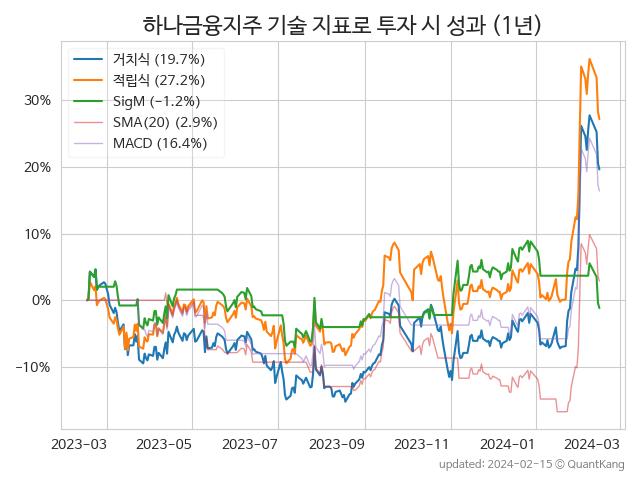 하나금융지주 기술 지표로 투자 시 성과 (1년)
거치식 (19.7%)
적립식 (27.2%)
SigM (−1.2%)
SMA(20) (2.9%)
MACD (16.4%)
30%
20%
10%
0%
−10%
2023-03 2023-05 2023-07 2023-09 2023-11 2024-01 2024-03
updated: 2024-02-15 © QuantKang